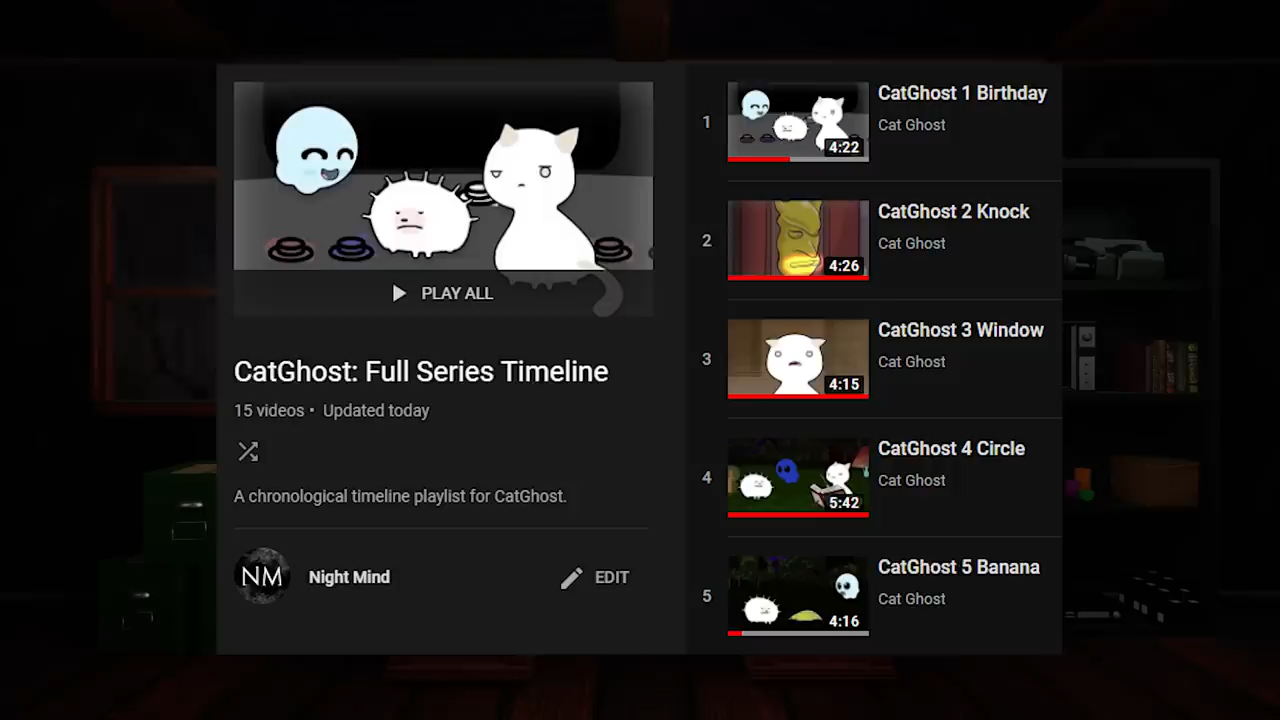 PLAY ALL
CatGhost: Full Series Timeline
15 videos • Updated today
A chronological timeline playlist for CatGhost.
NM
Night Mind
EDIT
1
4:22
CatGhost 1 Birthday
Cat Ghost
2
4:26
CatGhost 2 Knock
Cat Ghost
3
4:15
CatGhost 3 Window
Cat Ghost
4
5:42
CatGhost 4 Circle
Cat Ghost
5
4:16
CatGhost 5 Banana
Cat Ghost